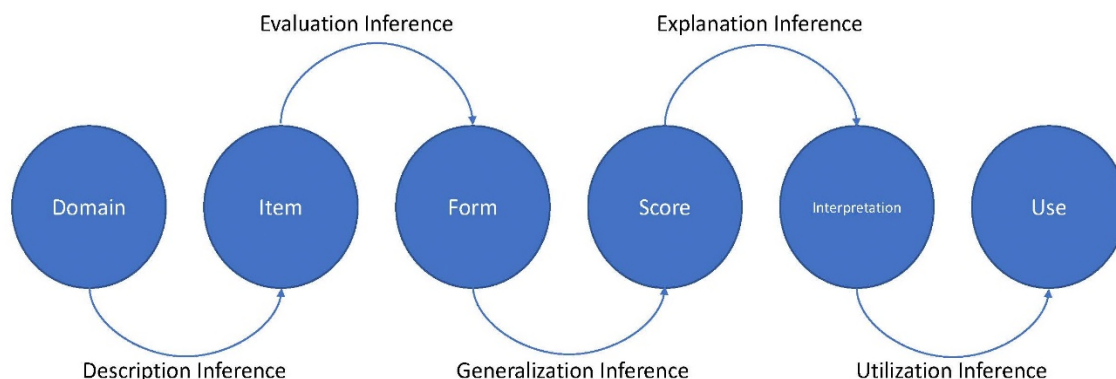 Evaluation Inference
Explanation Inference
Domain
Item
Form
Score
Interpretation
Use
Description Inference
Generalization Inference
Utilization Inference